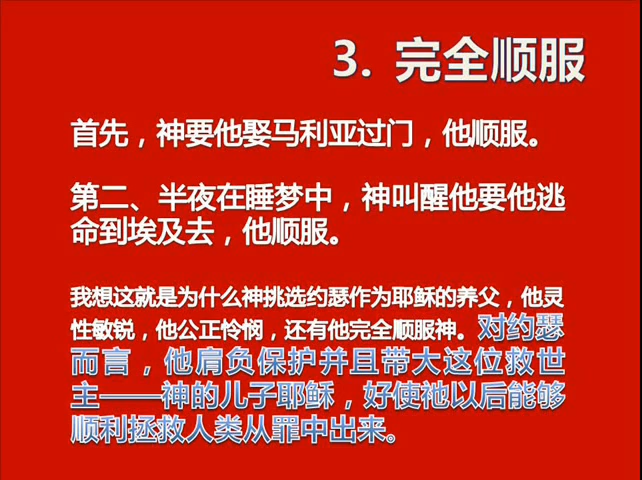 3. 完全顺服
首先，神要他娶马利亚过门，他顺服。
第二、半夜在睡梦中，神叫醒他要他逃
命到埃及去，他顺服。
我想这就是为什么神挑选约瑟作为耶稣的养父，他灵
性敏锐，他公正怜悯，还有他完全顺服神。对约瑟
而言，他肩负保护并且带大这位救世
主——神的儿子耶稣，好使祂以后能够
顺利拯救人类从罪中出来。